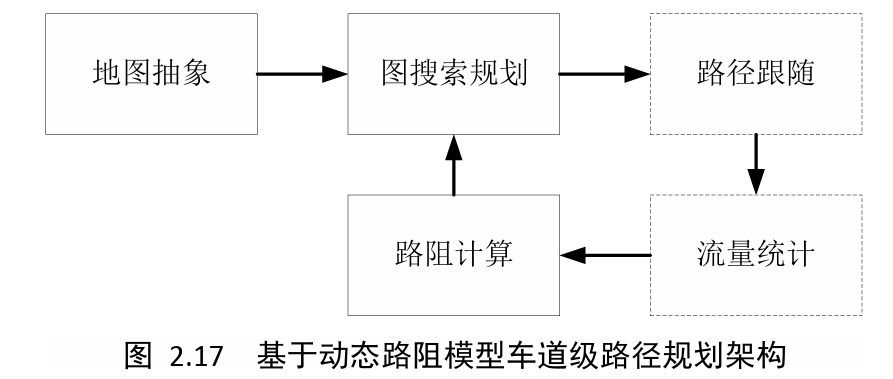 地图抽象
图搜索规划
路径跟随
路阻计算
流量统计
图 2.17 基于动态路阻模型车道级路径规划架构